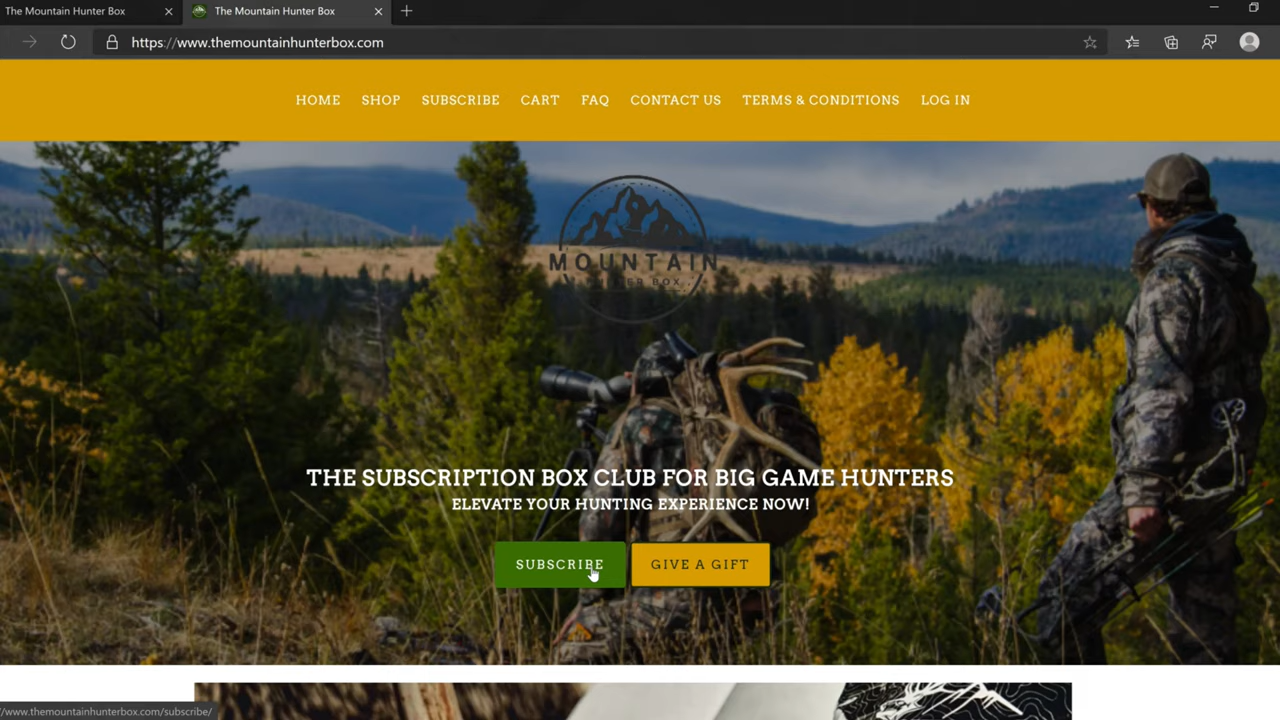 The Mountain Hunter Box
The Mountain Hunter Box
https://www.themountainhunterbox.com
HOME SHOP SUBSCRIBE CART FAQ CONTACT US TERMS & CONDITIONS LOG IN
MOUNTAIN
HUNTER BOX
THE SUBSCRIPTION BOX CLUB FOR BIG GAME HUNTERS
ELEVATE YOUR HUNTING EXPERIENCE NOW!
SUBSCRIBE GIVE A GIFT
/www.themountainhunterbox.com/subscribe/